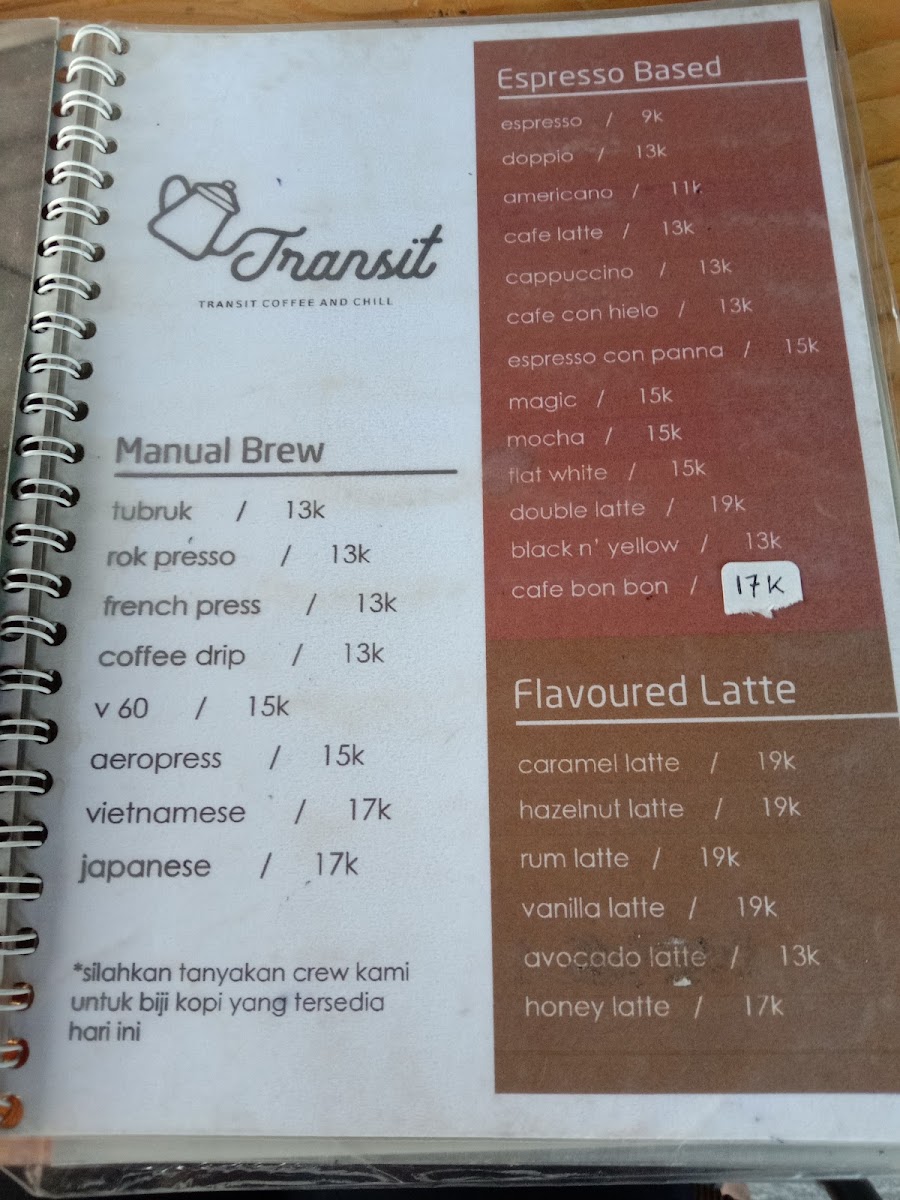 Transit
TRANSIT COFFEE AND CHILL
Manual Brew
tubruk / 13k
rok presso / 13k
french press / 13k
coffee drip / 13k
v 60 / 15k
aeropress / 15k
vietnamese / 17k
japanese / 17k
*silahkan tanyakan crew kami
untuk biji kopi yang tersedia
hari ini
Espresso Based
espresso / 9k
doppio / 13k
americano / 11k
cafe latte / 13k
cappuccino / 13k
cafe con hielo / 13k
espresso con panna / 15k
magic / 15k
mocha / 15k
flat white / 15k
double latte / 19k
black n' yellow / 13k
cafe bon bon / 17K
Flavoured Latte
caramel latte / 19k
hazelnut latte / 19k
rum latte / 19k
vanilla latte / 19k
avocado latte / 13k
honey latte / 17k